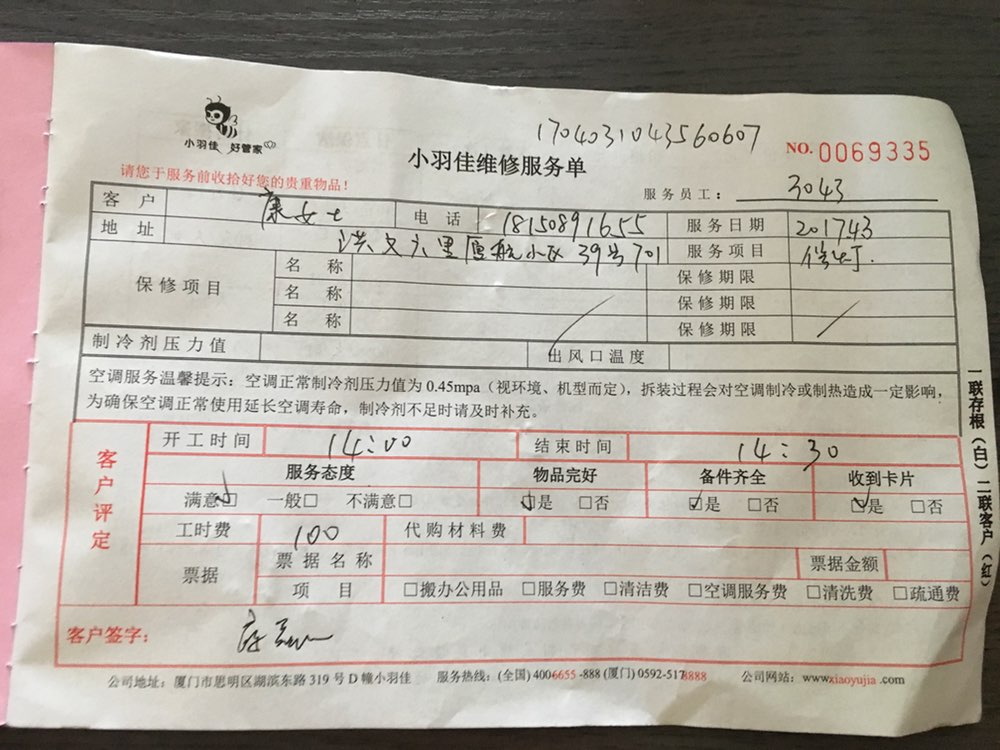 1704031043560607
小羽佳 好管家
小羽佳维修服务单
NO. 0069335
请您于服务前收拾好您的贵重物品！
服务员工： 3043
客户 康女士 电话 18150891655 服务日期 201743
地址 洪文六里厦航小区39号701 服务项目 修灯.
保修项目 名称 保修期限
名称 保修期限
名称 保修期限
制冷剂压力值 出风口温度
空调服务温馨提示：空调正常制冷剂压力值为 0.45mpa（视环境、机型而定），拆装过程会对空调制冷或制热造成一定影响，
为确保空调正常使用延长空调寿命，制冷剂不足时请及时补充。
客户评定
开工时间 14:00 结束时间 14:30
服务态度 物品完好 备件齐全 收到卡片
满意☑ 一般□ 不满意□ ☑是 □否 ☑是 □否 ☑是 □否
工时费 100 代购材料费
票据 票据名称 票据金额
项目 □搬办公用品 □服务费 □清洁费 □空调服务费 □清洗费 □疏通费
客户签字：
公司地址：厦门市思明区湖滨东路 319 号 D 幢小羽佳 服务热线：(全国) 4006655-888 (厦门) 0592-5178888 公司网站：www.xiaoyujia.com
一联存根（白）二联客户（红）